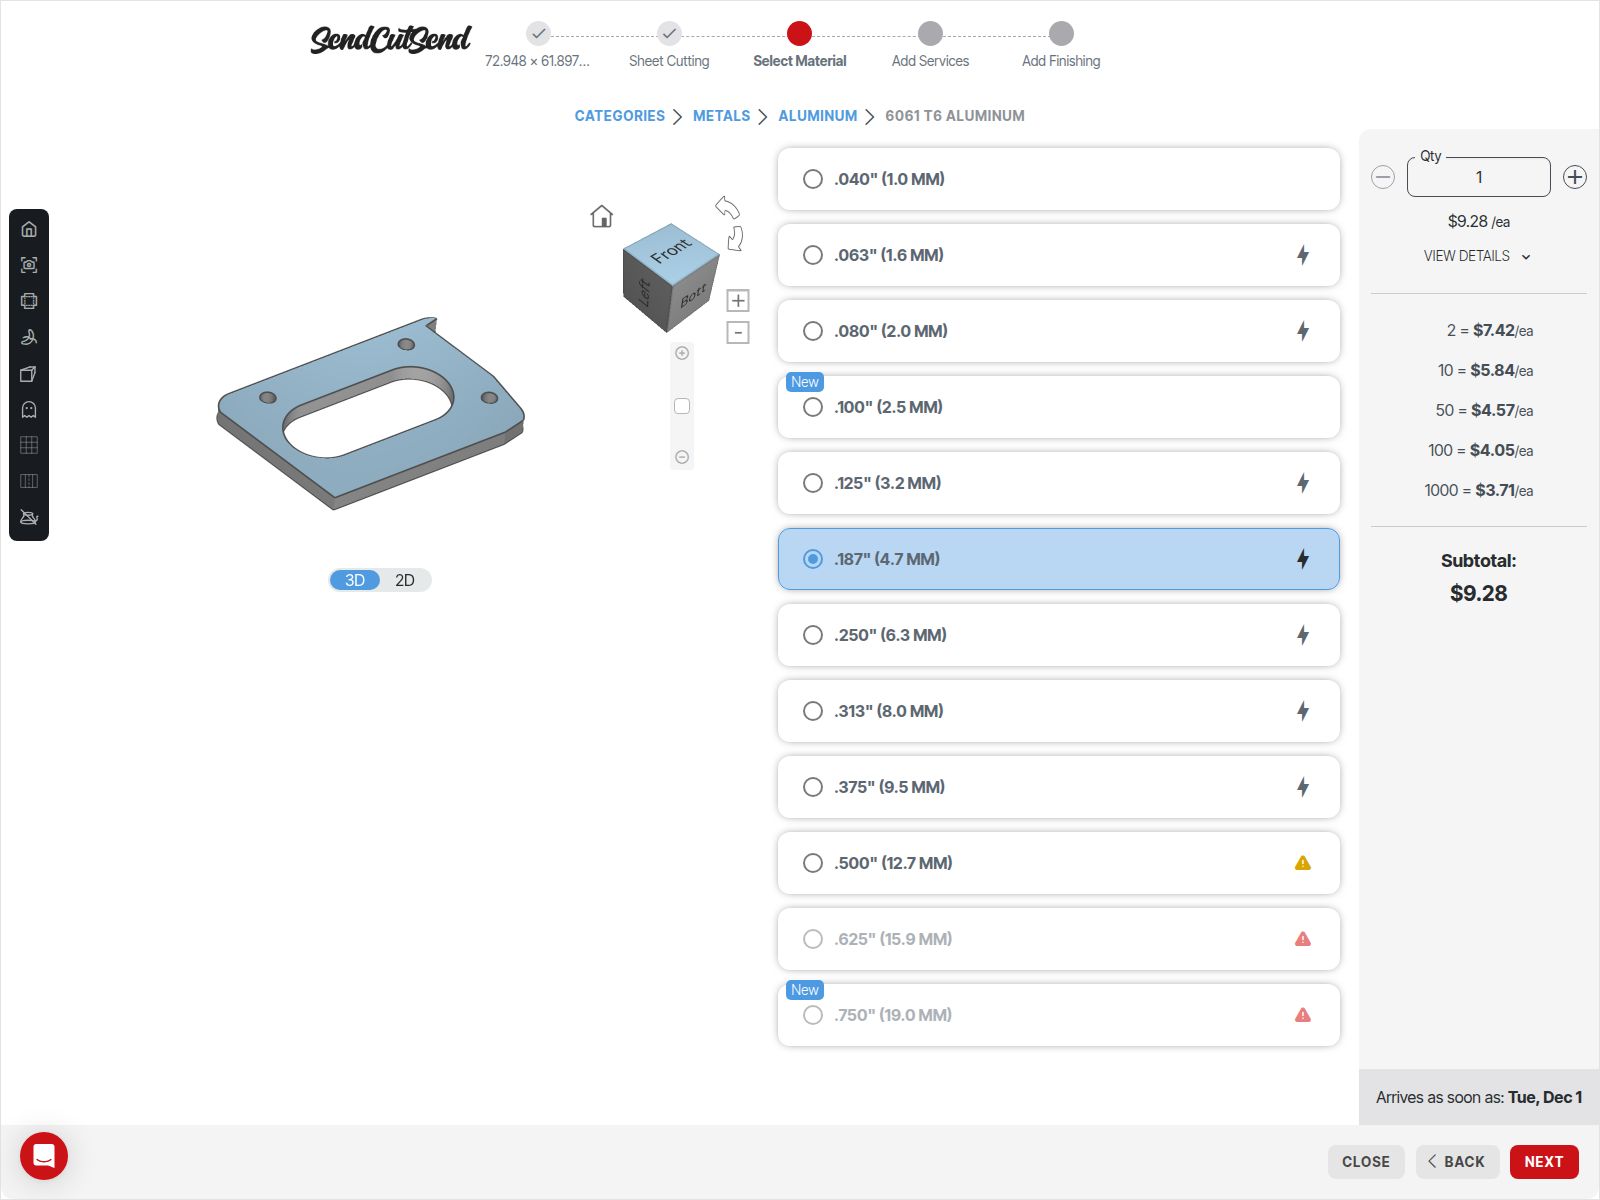 SendCutSend
72.948 × 61.897...
Sheet Cutting
Select Material
Add Services
Add Finishing
CATEGORIES
METALS
ALUMINUM
6061 T6 ALUMINUM
Front
Left
Bott
3D
2D
.040" (1.0 MM)
.063" (1.6 MM)
.080" (2.0 MM)
New
.100" (2.5 MM)
.125" (3.2 MM)
.187" (4.7 MM)
.250" (6.3 MM)
.313" (8.0 MM)
.375" (9.5 MM)
.500" (12.7 MM)
.625" (15.9 MM)
New
.750" (19.0 MM)
Qty
1
$9.28 /ea
VIEW DETAILS
2 = $7.42/ea
10 = $5.84/ea
50 = $4.57/ea
100 = $4.05/ea
1000 = $3.71/ea
Subtotal:
$9.28
Arrives as soon as: Tue, Dec 1
CLOSE
BACK
NEXT